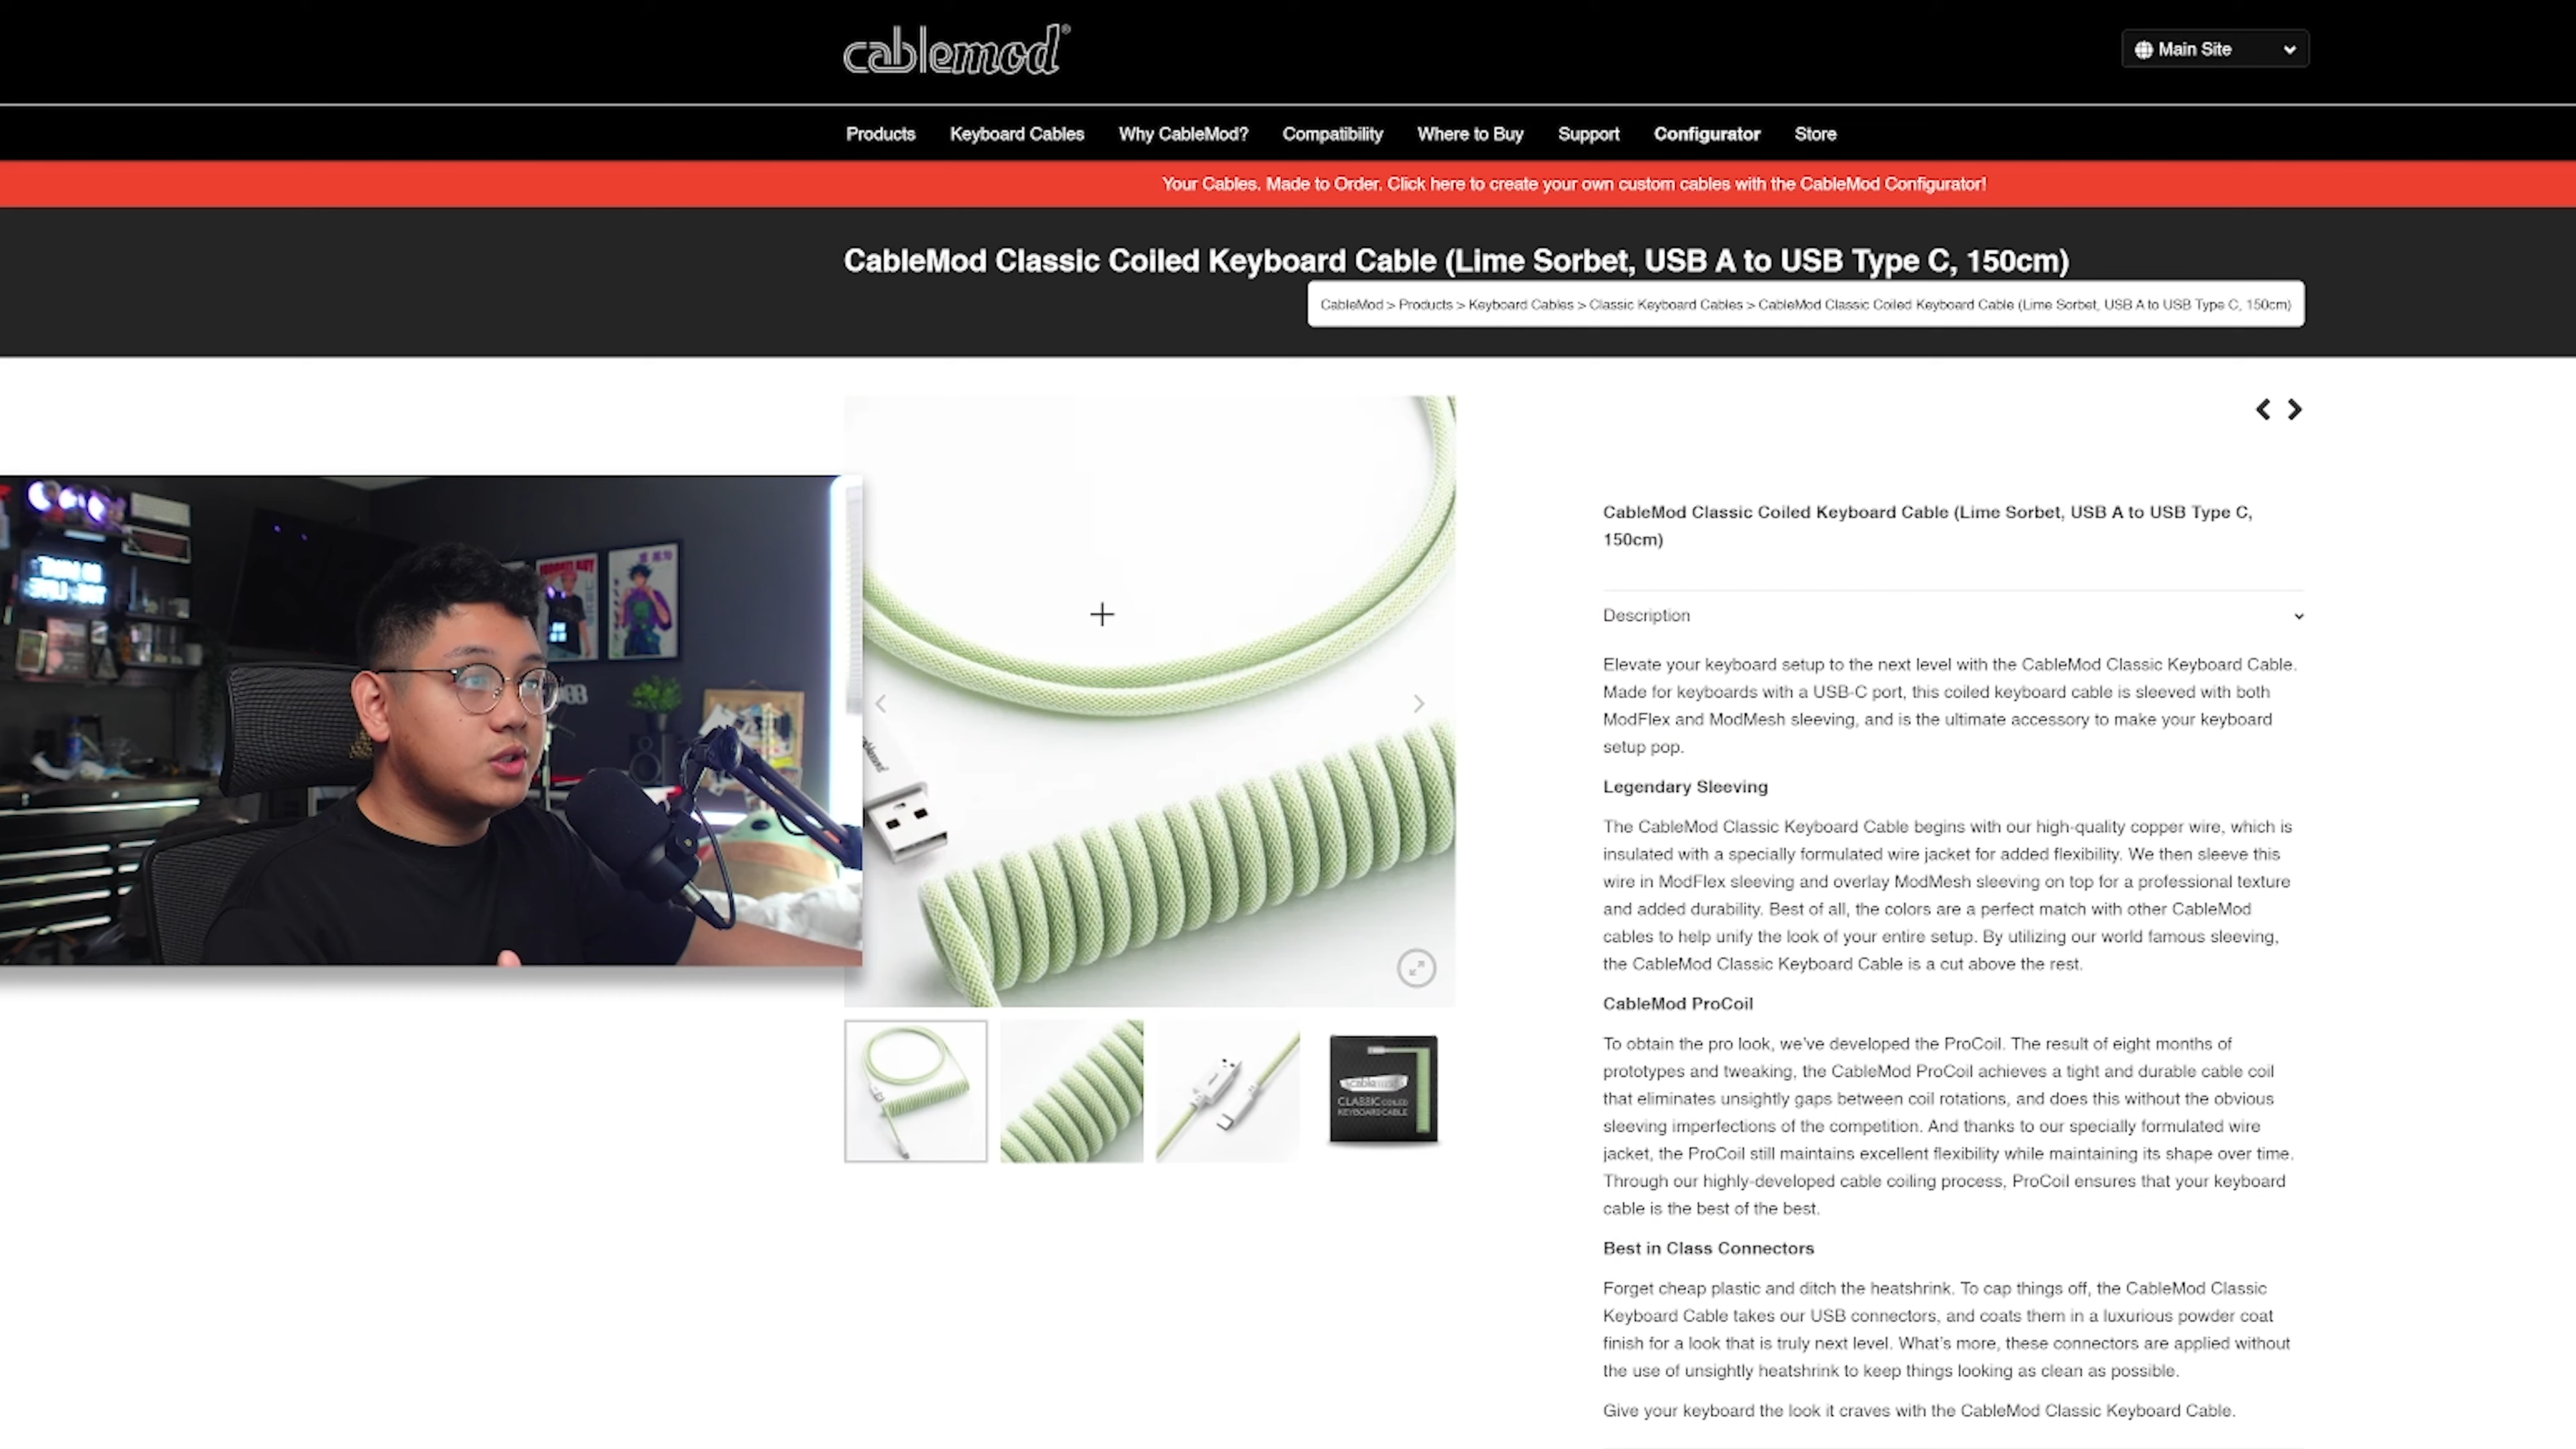 cablemod®
Main Site
Products Keyboard Cables Why CableMod? Compatibility Where to Buy Support Configurator Store
Your Cables. Made to Order. Click here to create your own custom cables with the CableMod Configurator!
CableMod Classic Coiled Keyboard Cable (Lime Sorbet, USB A to USB Type C, 150cm)
CableMod > Products > Keyboard Cables > Classic Keyboard Cables > CableMod Classic Coiled Keyboard Cable (Lime Sorbet, USB A to USB Type C, 150cm)
CableMod Classic Coiled Keyboard Cable (Lime Sorbet, USB A to USB Type C,
150cm)
Description
Elevate your keyboard setup to the next level with the CableMod Classic Keyboard Cable.
Made for keyboards with a USB-C port, this coiled keyboard cable is sleeved with both
ModFlex and ModMesh sleeving, and is the ultimate accessory to make your keyboard
setup pop.
Legendary Sleeving
The CableMod Classic Keyboard Cable begins with our high-quality copper wire, which is
insulated with a specially formulated wire jacket for added flexibility. We then sleeve this
wire in ModFlex sleeving and overlay ModMesh sleeving on top for a professional texture
and added durability. Best of all, the colors are a perfect match with other CableMod
cables to help unify the look of your entire setup. By utilizing our world famous sleeving,
the CableMod Classic Keyboard Cable is a cut above the rest.
CableMod ProCoil
To obtain the pro look, we've developed the ProCoil. The result of eight months of
prototypes and tweaking, the CableMod ProCoil achieves a tight and durable cable coil
that eliminates unsightly gaps between coil rotations, and does this without the obvious
sleeving imperfections of the competition. And thanks to our specially formulated wire
jacket, the ProCoil still maintains excellent flexibility while maintaining its shape over time.
Through our highly-developed cable coiling process, ProCoil ensures that your keyboard
cable is the best of the best.
Best in Class Connectors
Forget cheap plastic and ditch the heatshrink. To cap things off, the CableMod Classic
Keyboard Cable takes our USB connectors, and coats them in a luxurious powder coat
finish for a look that is truly next level. What's more, these connectors are applied without
the use of unsightly heatshrink to keep things looking as clean as possible.
Give your keyboard the look it craves with the CableMod Classic Keyboard Cable.
cablemod
CLASSIC COILED
KEYBOARD CABLE